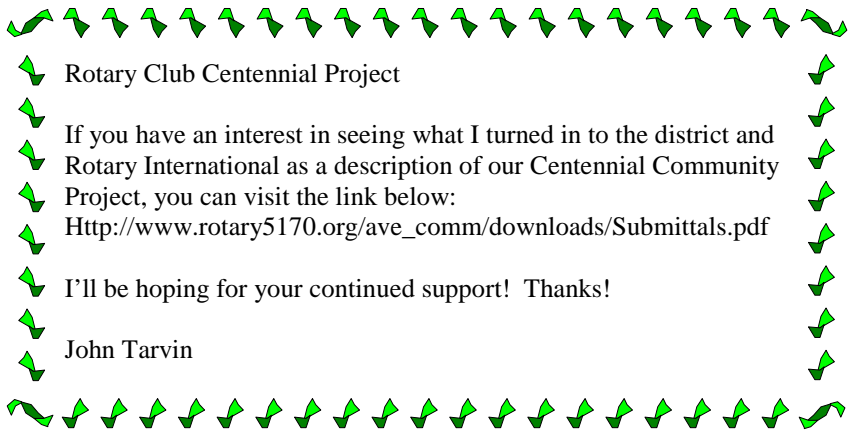 Rotary Club Centennial Project
If you have an interest in seeing what I turned in to the district and
Rotary International as a description of our Centennial Community
Project, you can visit the link below:
Http://www.rotary5170.org/ave_comm/downloads/Submittals.pdf
I’ll be hoping for your continued support!  Thanks!
John Tarvin